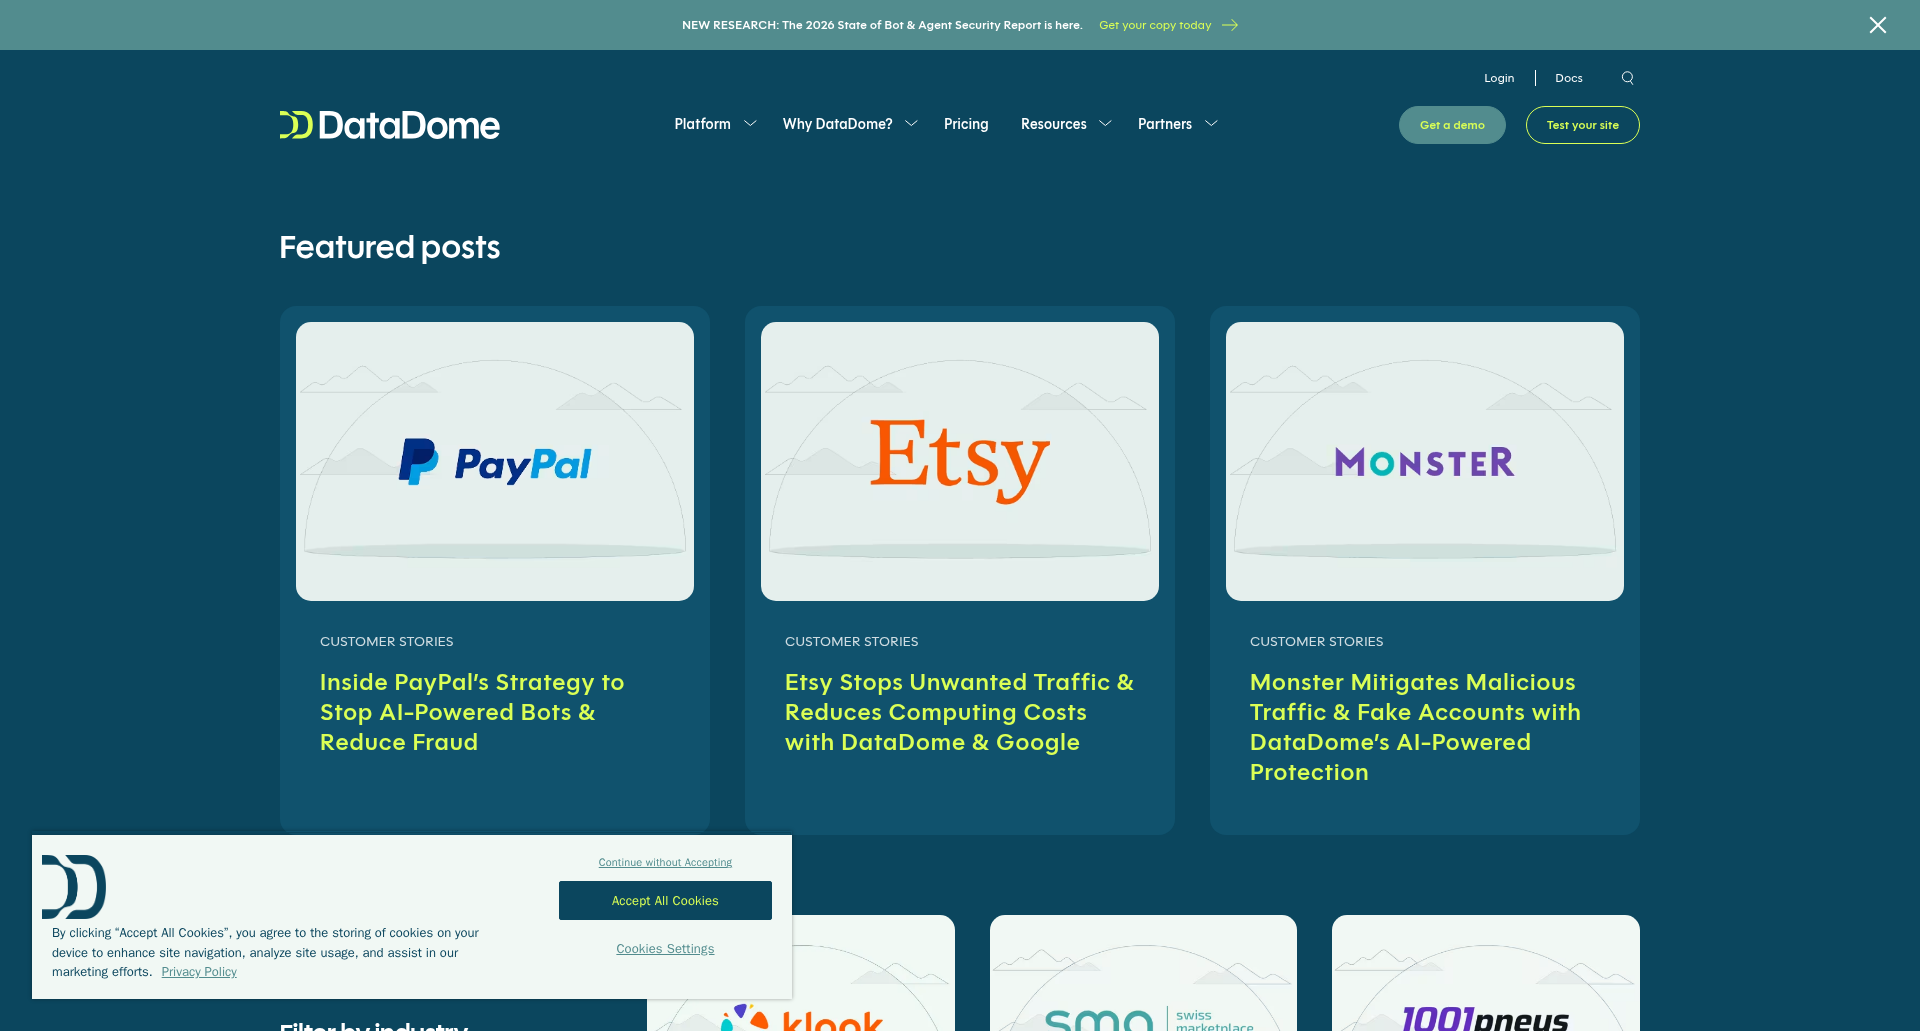 NEW RESEARCH: The 2026 State of Bot & Agent Security Report is here. Get your copy today
Login
Docs
DataDome
Platform
Why DataDome?
Pricing
Resources
Partners
Get a demo
Test your site
Featured posts
PayPal
Etsy
MONSTER
CUSTOMER STORIES
Inside PayPal's Strategy to
Stop AI-Powered Bots &
Reduce Fraud
CUSTOMER STORIES
Etsy Stops Unwanted Traffic &
Reduces Computing Costs
with DataDome & Google
CUSTOMER STORIES
Monster Mitigates Malicious
Traffic & Fake Accounts with
DataDome's AI-Powered
Protection
Continue without Accepting
Accept All Cookies
Cookies Settings
By clicking “Accept All Cookies”, you agree to the storing of cookies on your
device to enhance site navigation, analyze site usage, and assist in our
marketing efforts. Privacy Policy
Filter by industry
klook
sma
swiss
marketplace
1001pneus